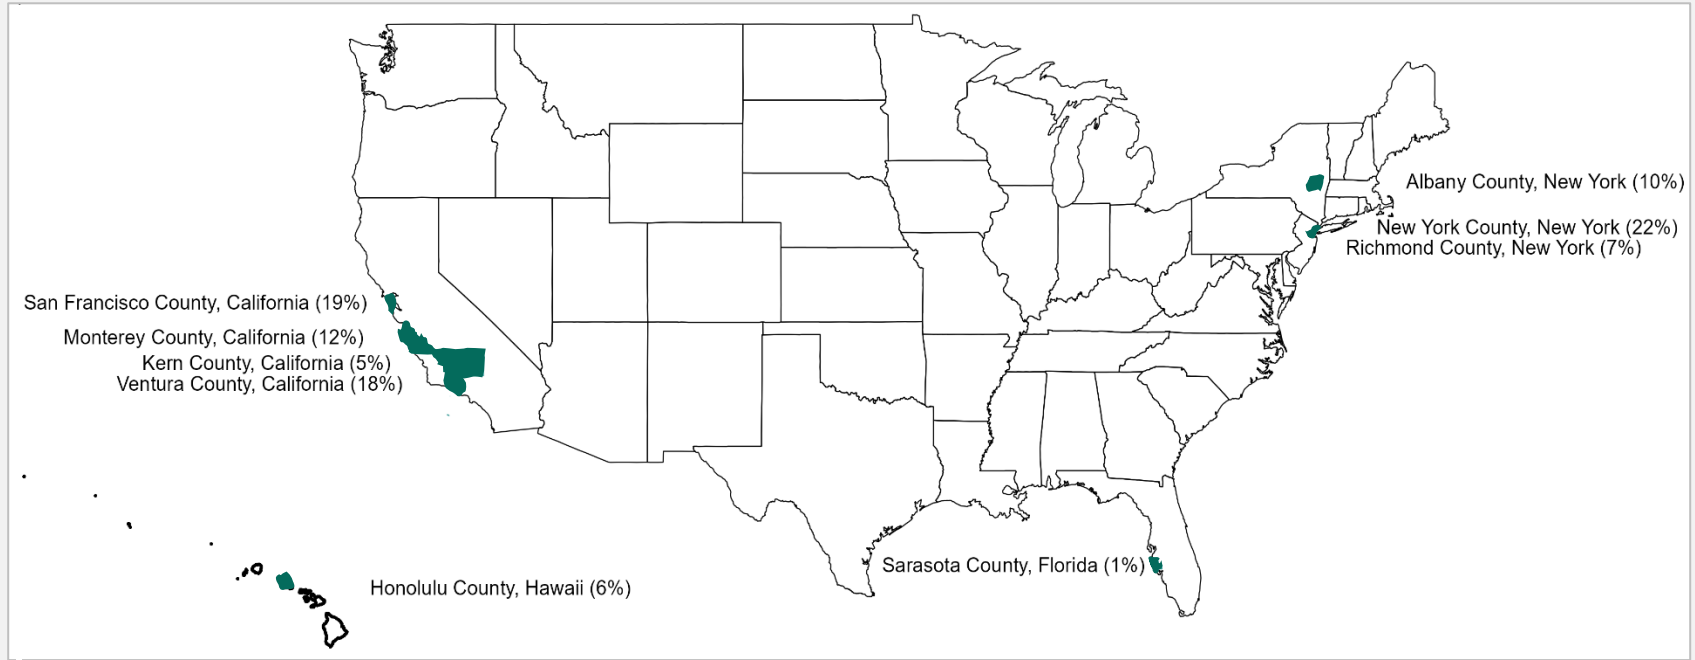 Albany County, New York (10%)
New York County, New York (22%)
Richmond County, New York (7%)
San Francisco County, California (19%)
Monterey County, California (12%)
Kern County, California (5%)
Ventura County, California (18%)
Sarasota County, Florida (1%)
Honolulu County, Hawaii (6%)